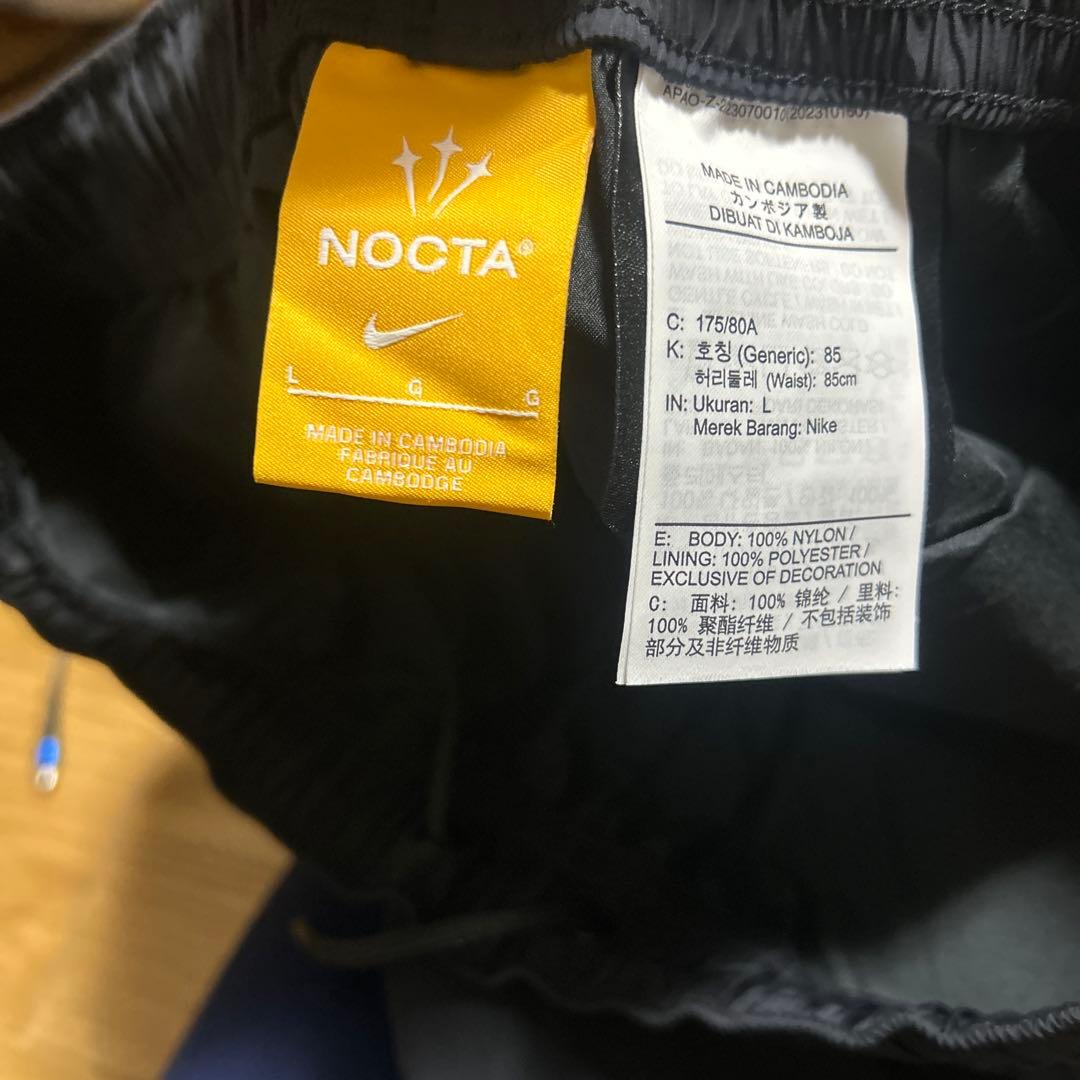 NOCTA®
L G G
MADE IN CAMBODIA
FABRIQUE AU
CAMBODGE
MADE IN CAMBODIA
カンボジア製
DIBUAT DI KAMBOJA
C: 175/80A
K: 호칭 (Generic): 85
허리둘레 (Waist): 85cm
IN: Ukuran: L
Merek Barang: Nike
E: BODY: 100% NYLON /
LINING: 100% POLYESTER /
EXCLUSIVE OF DECORATION
C: 面料: 100% 锦纶 / 里料:
100% 聚酯纤维 / 不包括装饰
部分及非纤维物质